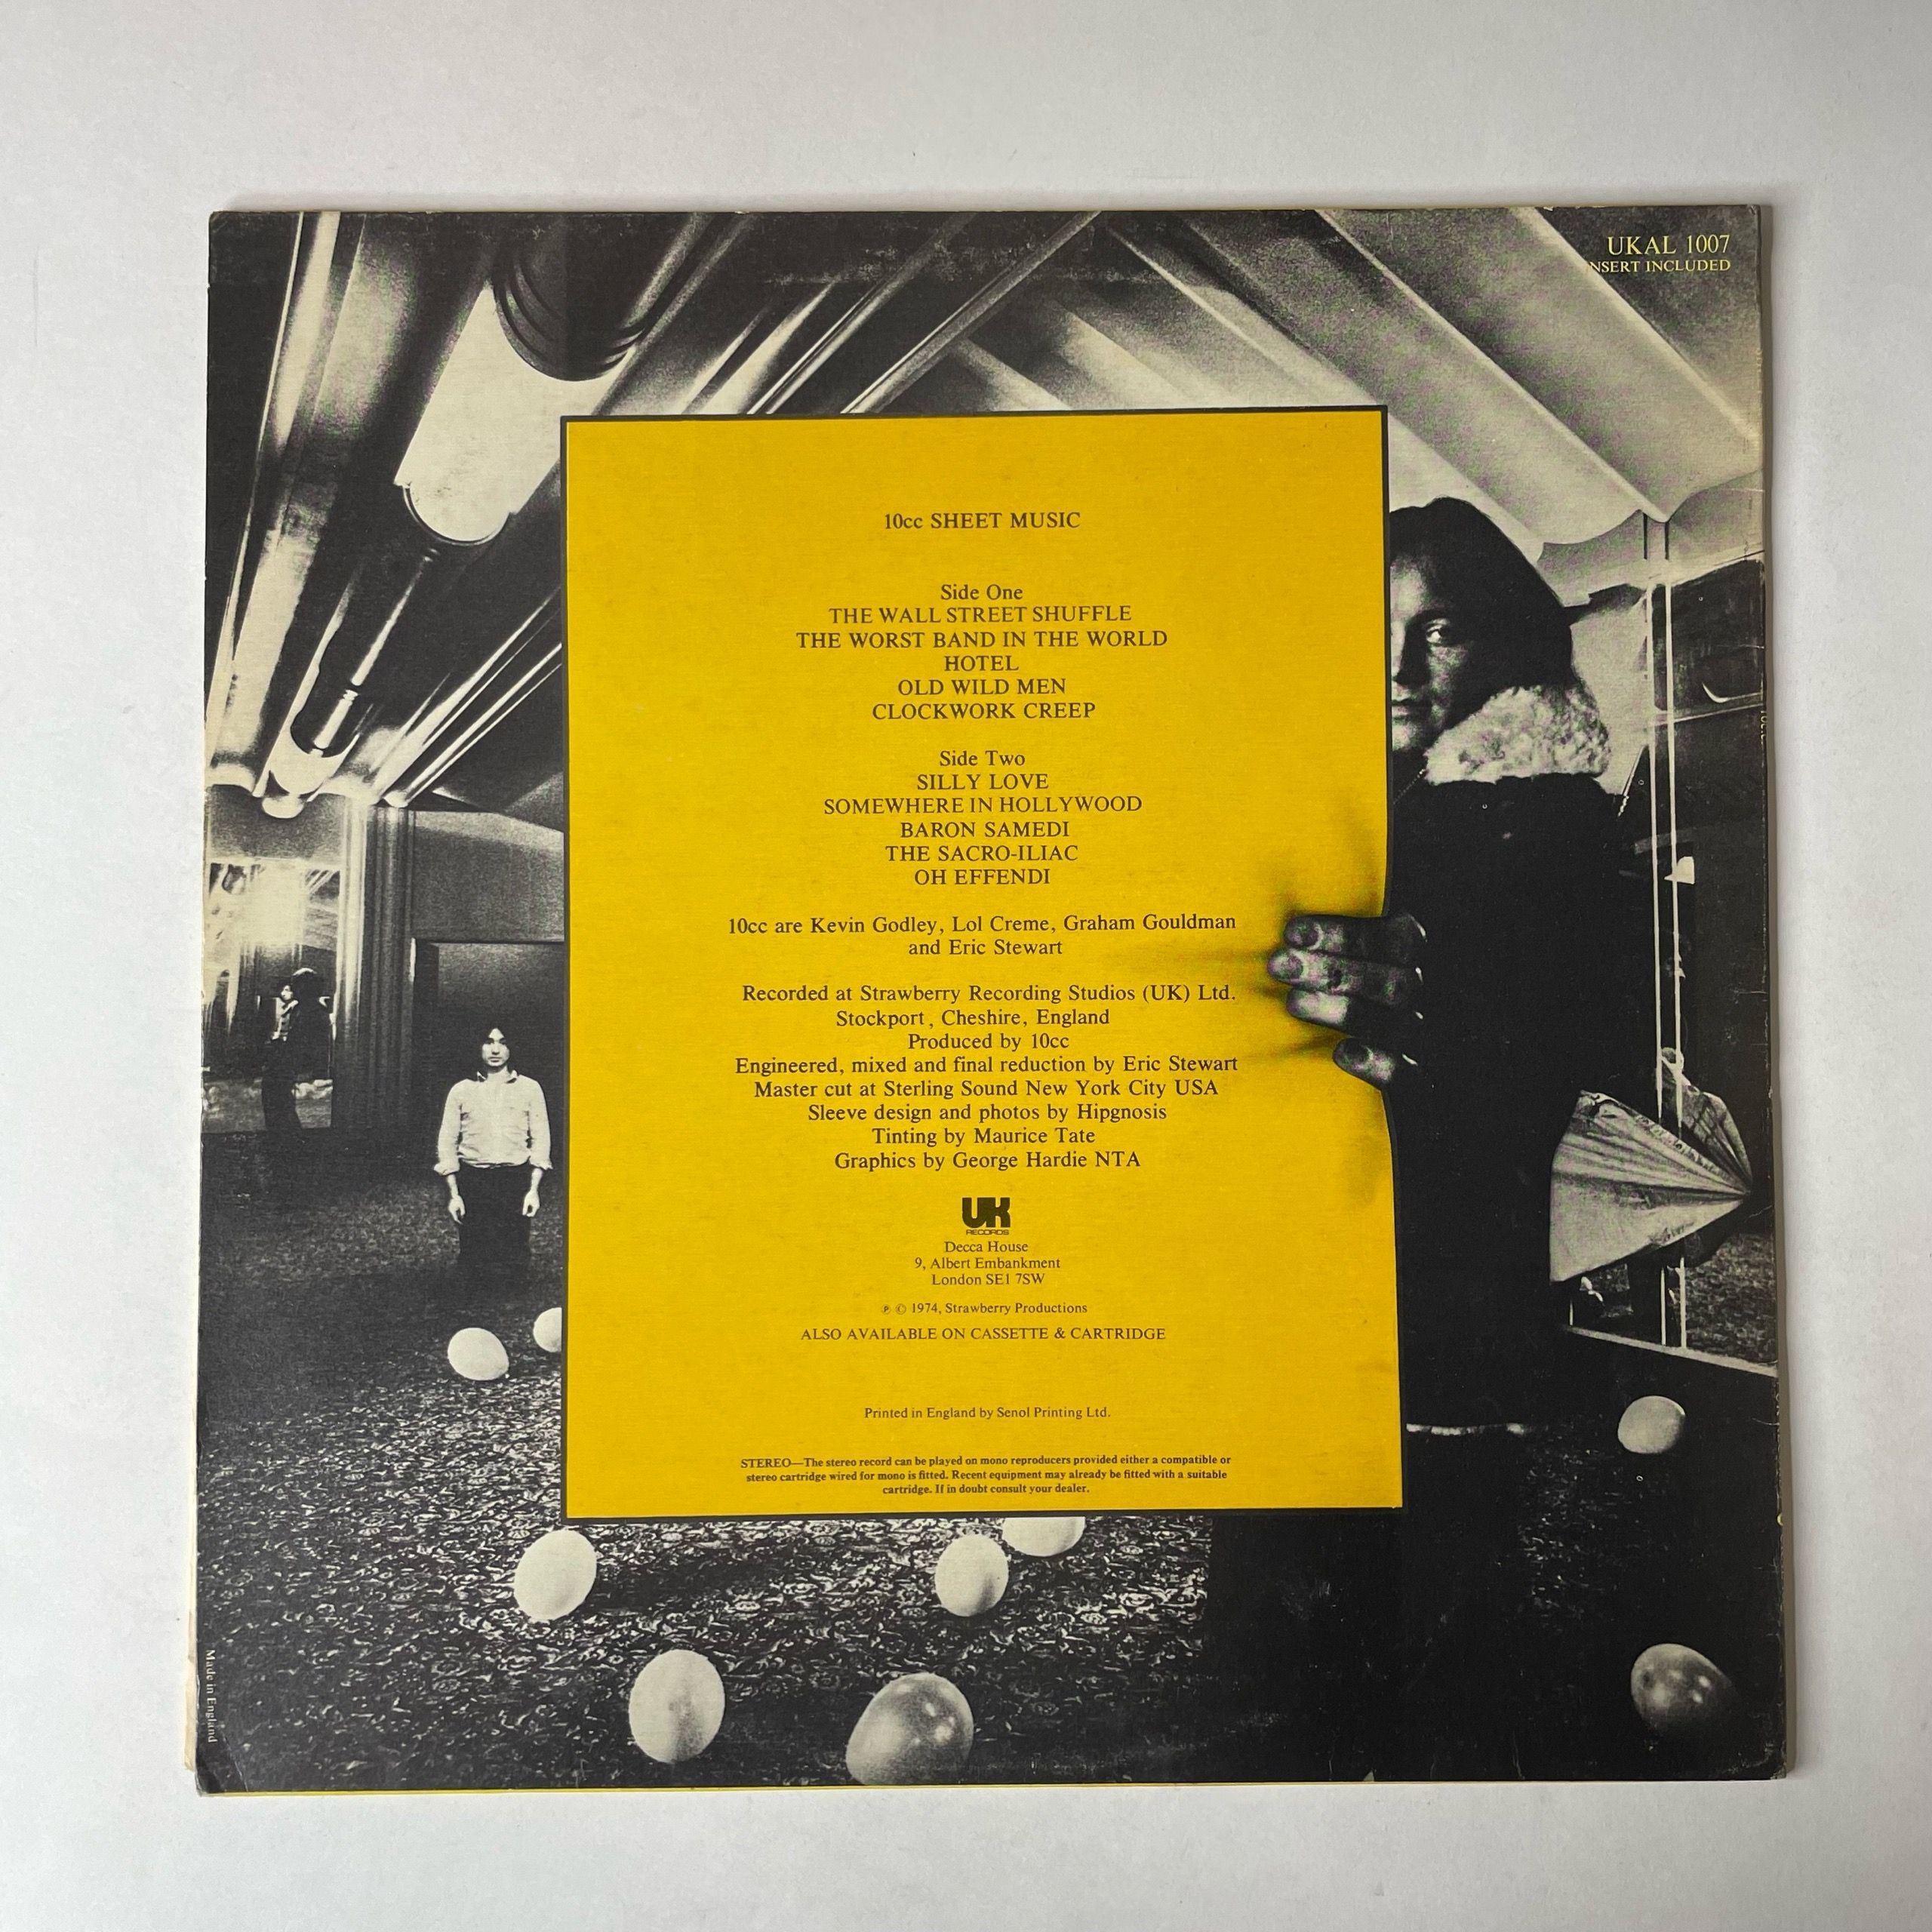 UKAL 1007
NSERT INCLUDED
10cc SHEET MUSIC
Side One
THE WALL STREET SHUFFLE
THE WORST BAND IN THE WORLD
HOTEL
OLD WILD MEN
CLOCKWORK CREEP
Side Two
SILLY LOVE
SOMEWHERE IN HOLLYWOOD
BARON SAMEDI
THE SACRO-ILIAC
OH EFFENDI
10cc are Kevin Godley, Lol Creme, Graham Gouldman
and Eric Stewart
Recorded at Strawberry Recording Studios (UK) Ltd.
Stockport, Cheshire, England
Produced by 10cc
Engineered, mixed and final reduction by Eric Stewart
Master cut at Sterling Sound New York City USA
Sleeve design and photos by Hipgnosis
Tinting by Maurice Tate
Graphics by George Hardie NTA
UK
RECORDS
Decca House
9, Albert Embankment
London SE1 7SW
℗ © 1974, Strawberry Productions
ALSO AVAILABLE ON CASSETTE & CARTRIDGE
Printed in England by Senol Printing Ltd.
STEREO—The stereo record can be played on mono reproducers provided either a compatible or
stereo cartridge wired for mono is fitted. Recent equipment may already be fitted with a suitable
cartridge. If in doubt consult your dealer.
Made in England